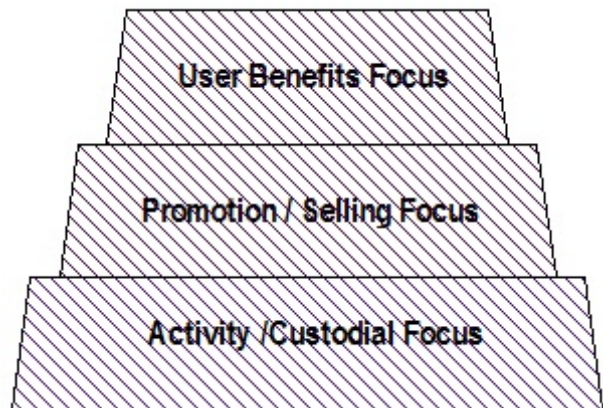 User Benefits Focus
Promotion / Selling Focus
Activity /Custodial Focus